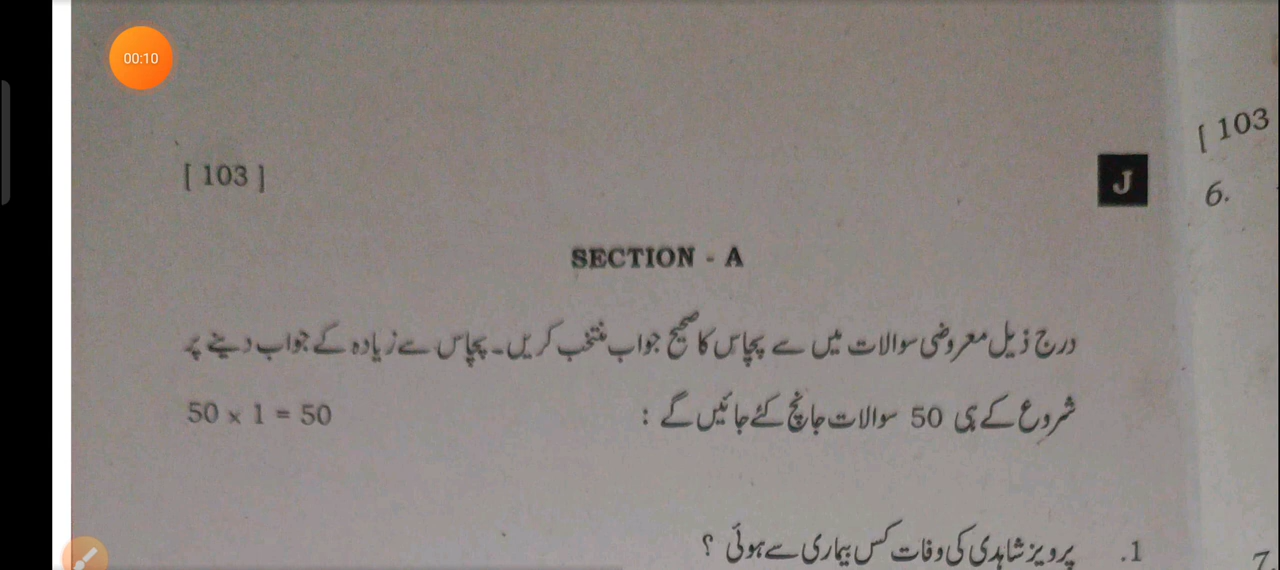 00:10
[ 103 ]
J
SECTION - A
درج ذیل معروضی سوالات میں سے پچاس کا صحیح جواب منتخب کریں۔ پچاس سے زیادہ کے جواب دینے پر
شروع کے ہی 50 سوالات جانچ کئے جائیں گے : 50 x 1 = 50
1. پرویز شاہدی کی وفات کس بیماری سے ہوئی ؟
[ 103
6.
7.